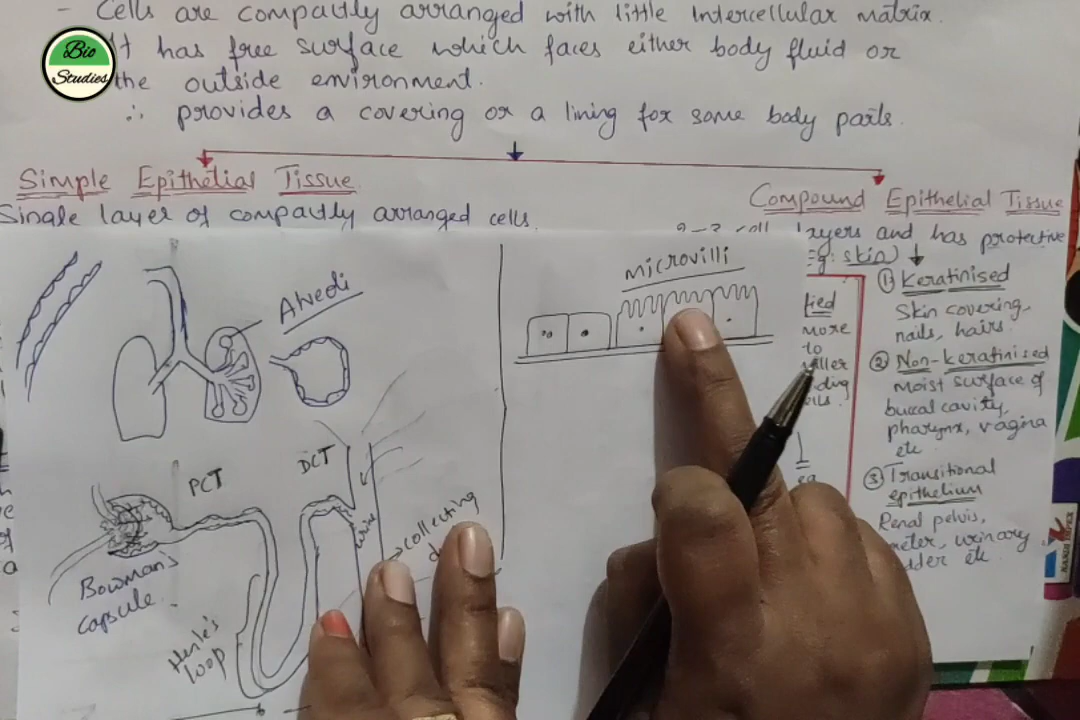 - Cells are compactly arranged with little Intercellular matrix.
It has free surface which faces either body fluid or
the outside environment.
∴ provides a covering or a lining for some body parts.
Bio
Studies
Simple Epithelial Tissue
Single layer of compactly arranged cells.
Compound Epithelial Tissue
layers and has protective
eg: skin)
① Keratinised
Skin covering,
nails, hairs.
② Non-keratinised
moist surface of
buccal cavity,
pharynx, vagina
etc
③ Transitional
epithelium
Renal pelvis,
urinary
etc
more
to
Alveoli
Microvilli
PCT
DCT
collecting
Bowman's
capsule.
Henle's
loop